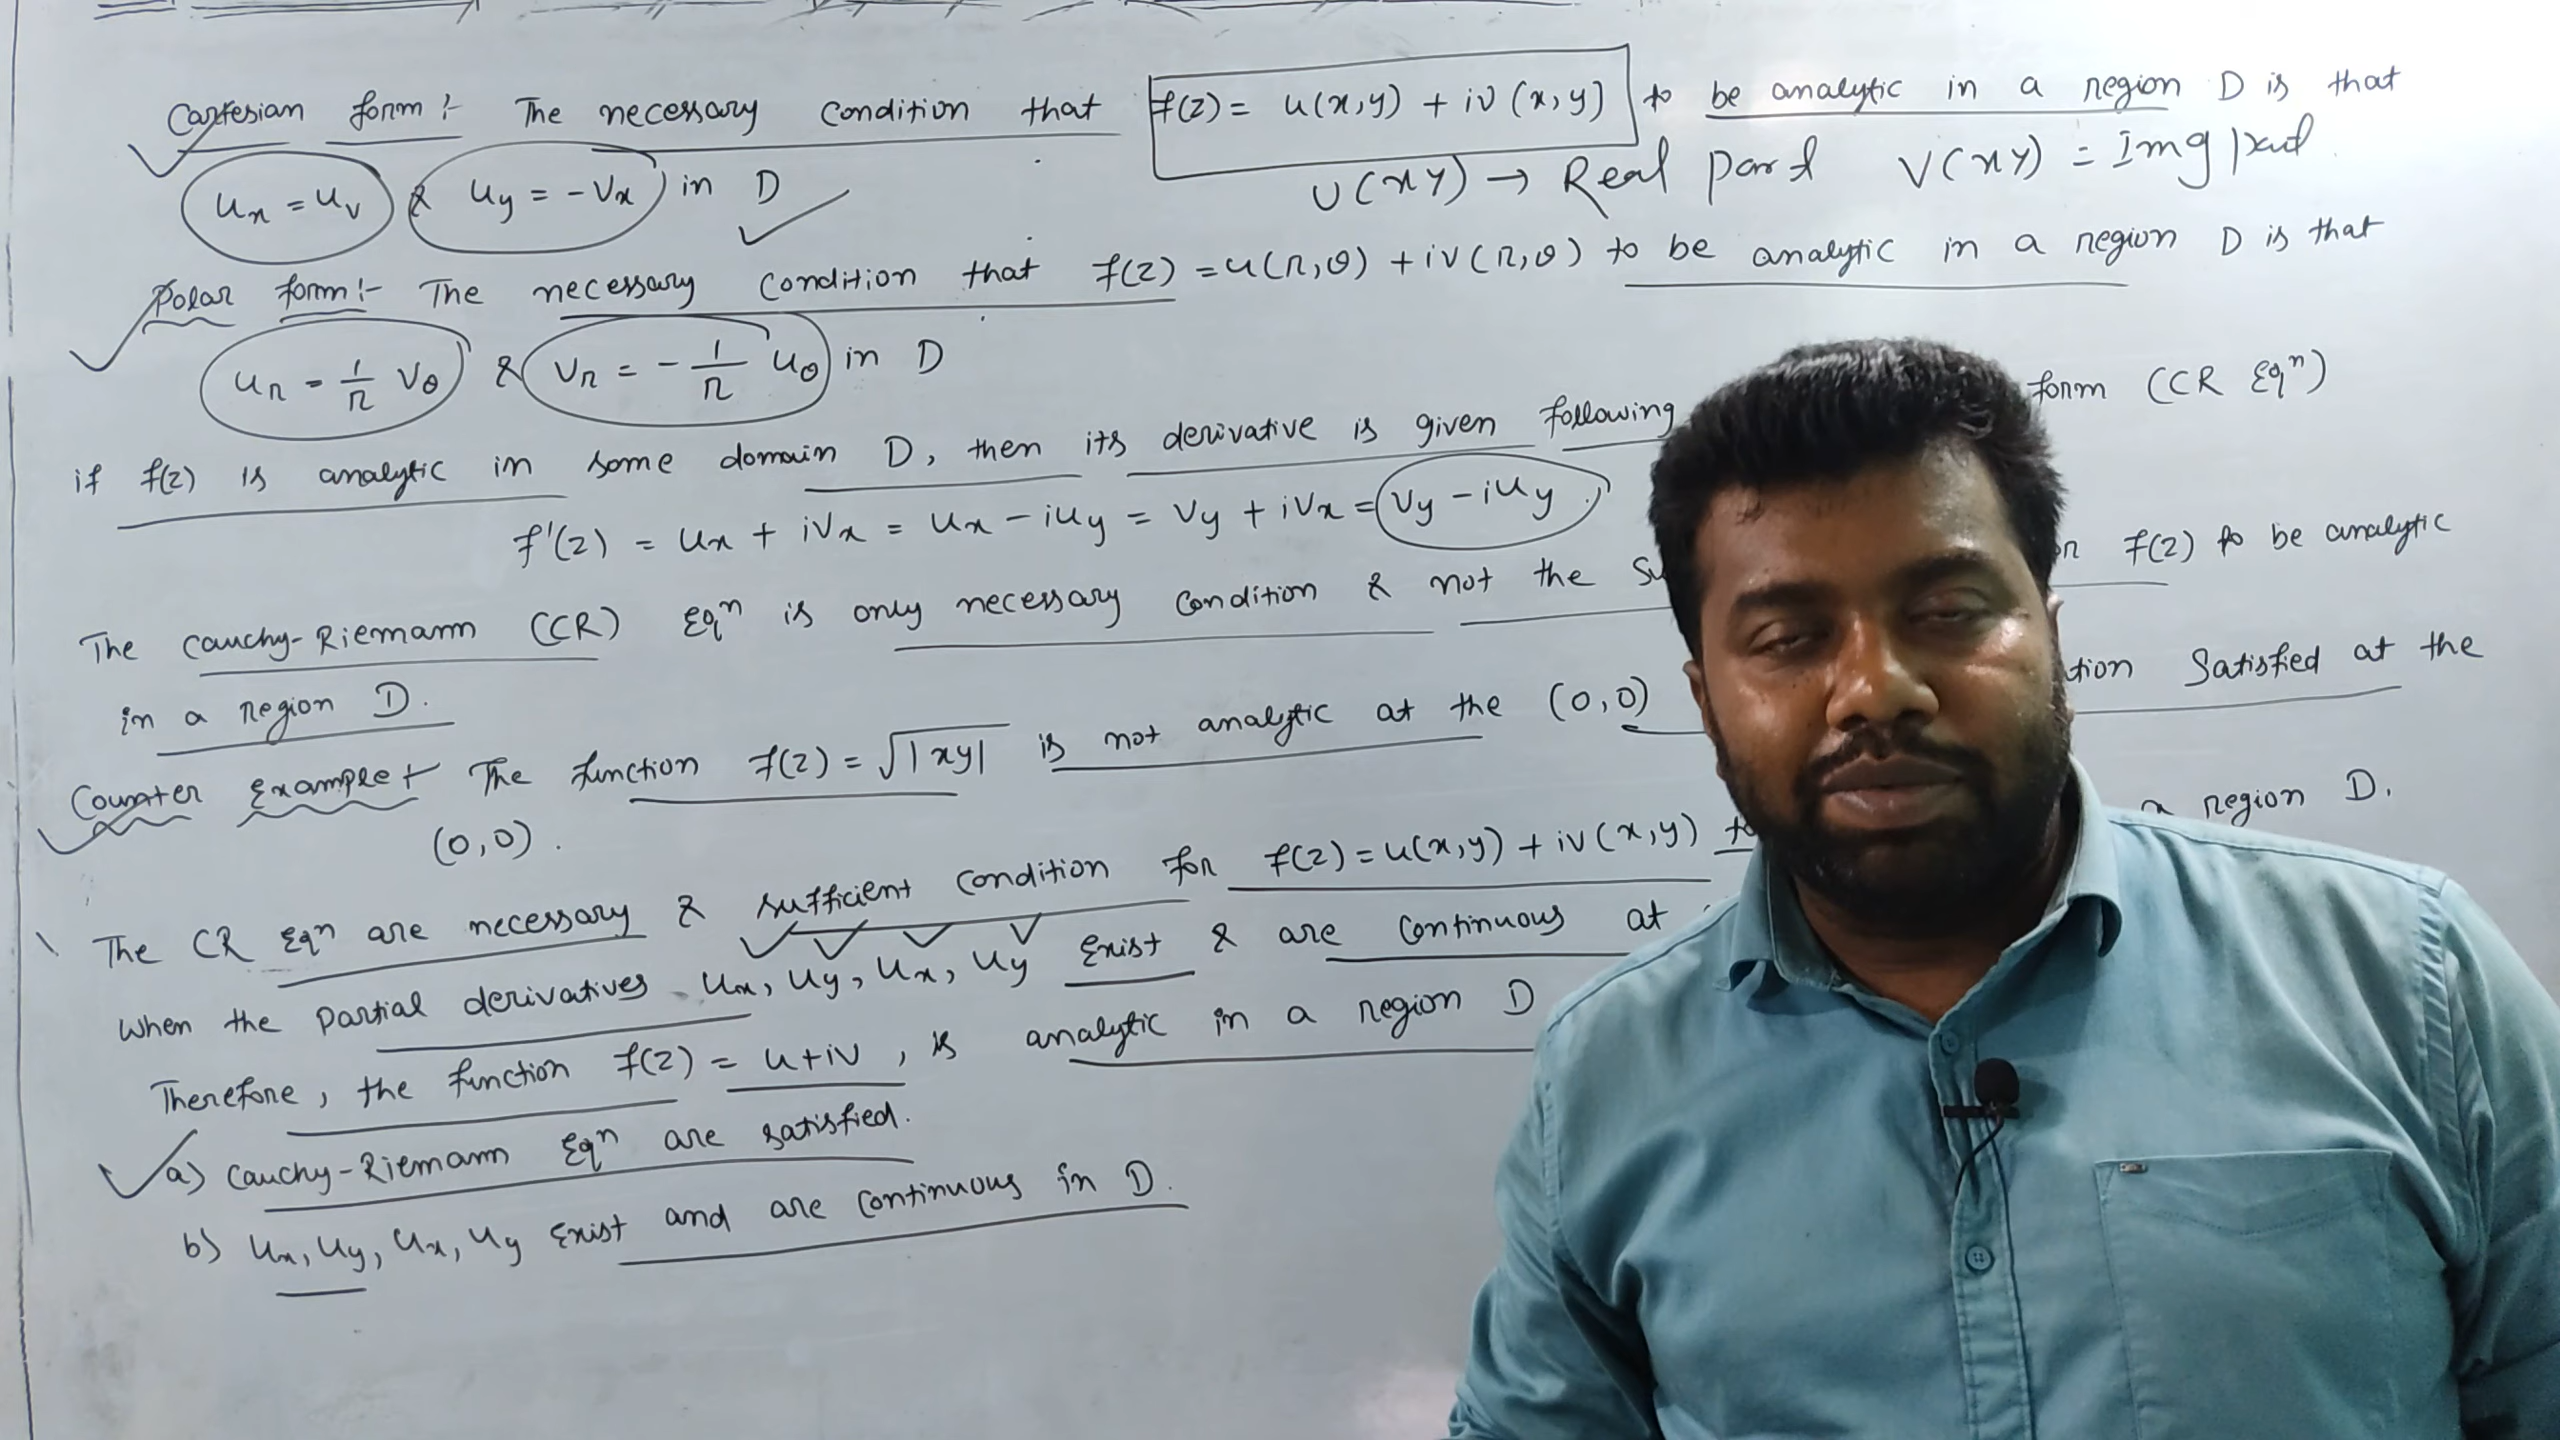 Cartesian form :- The necessary condition that f(z) = u(x,y) + iv (x,y) to be analytic in a region D is that
u(xy) → Real part v(xy) = Img part
ux = uv & uy = -vx in D
Polar form :- The necessary condition that f(z) = u(r,θ) + iv(r,θ) to be analytic in a region D is that
ur = 1/r vθ & vr = - 1/r uθ in D
if f(z) is analytic in some domain D, then its derivative is given following form (CR Eqⁿ)
f'(z) = ux + ivx = ux - iuy = vy + ivx = vy - iuy
The Cauchy-Riemann (CR) Eqⁿ is only necessary condition & not the f(z) to be analytic
in a region D.
Counter Example :- The function f(z) = √|xy| is not analytic at the (0,0) Satisfied at the
(0,0).
The CR Eqⁿ are necessary & sufficient condition for f(z) = u(x,y) + iv(x,y) region D.
when the partial derivatives ux, uy, ux, uy exist & are continuous at
Therefore, the function f(z) = u+iv, is analytic in a region D
a) Cauchy-Riemann Eqⁿ are satisfied.
b) ux, uy, ux, uy exist and are continuous in D.